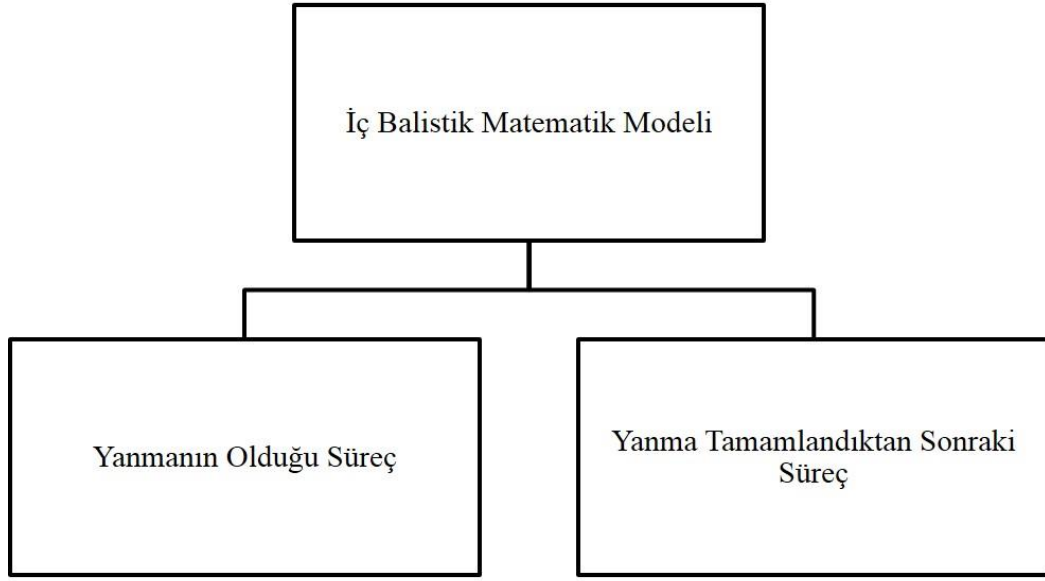 İç Balistik Matematik Modeli
Yanmanın Olduğu Süreç
Yanma Tamamlandıktan Sonraki
Süreç